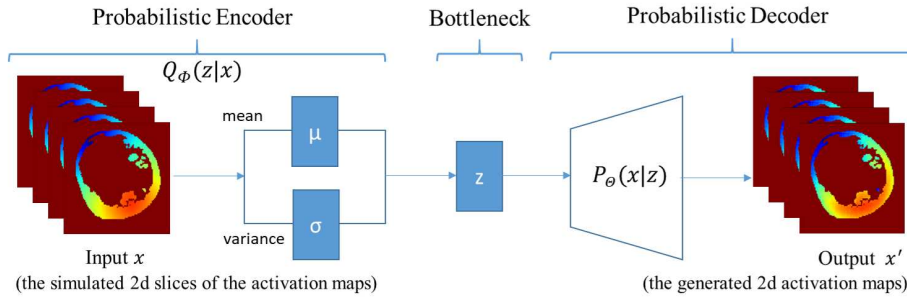 Probabilistic Encoder
Bottleneck
Probabilistic Decoder
Q_Φ(z|x)
mean
μ
z
P_Θ(x|z)
variance
σ
Input x
Output x′
(the simulated 2d slices of the activation maps)
(the generated 2d activation maps)